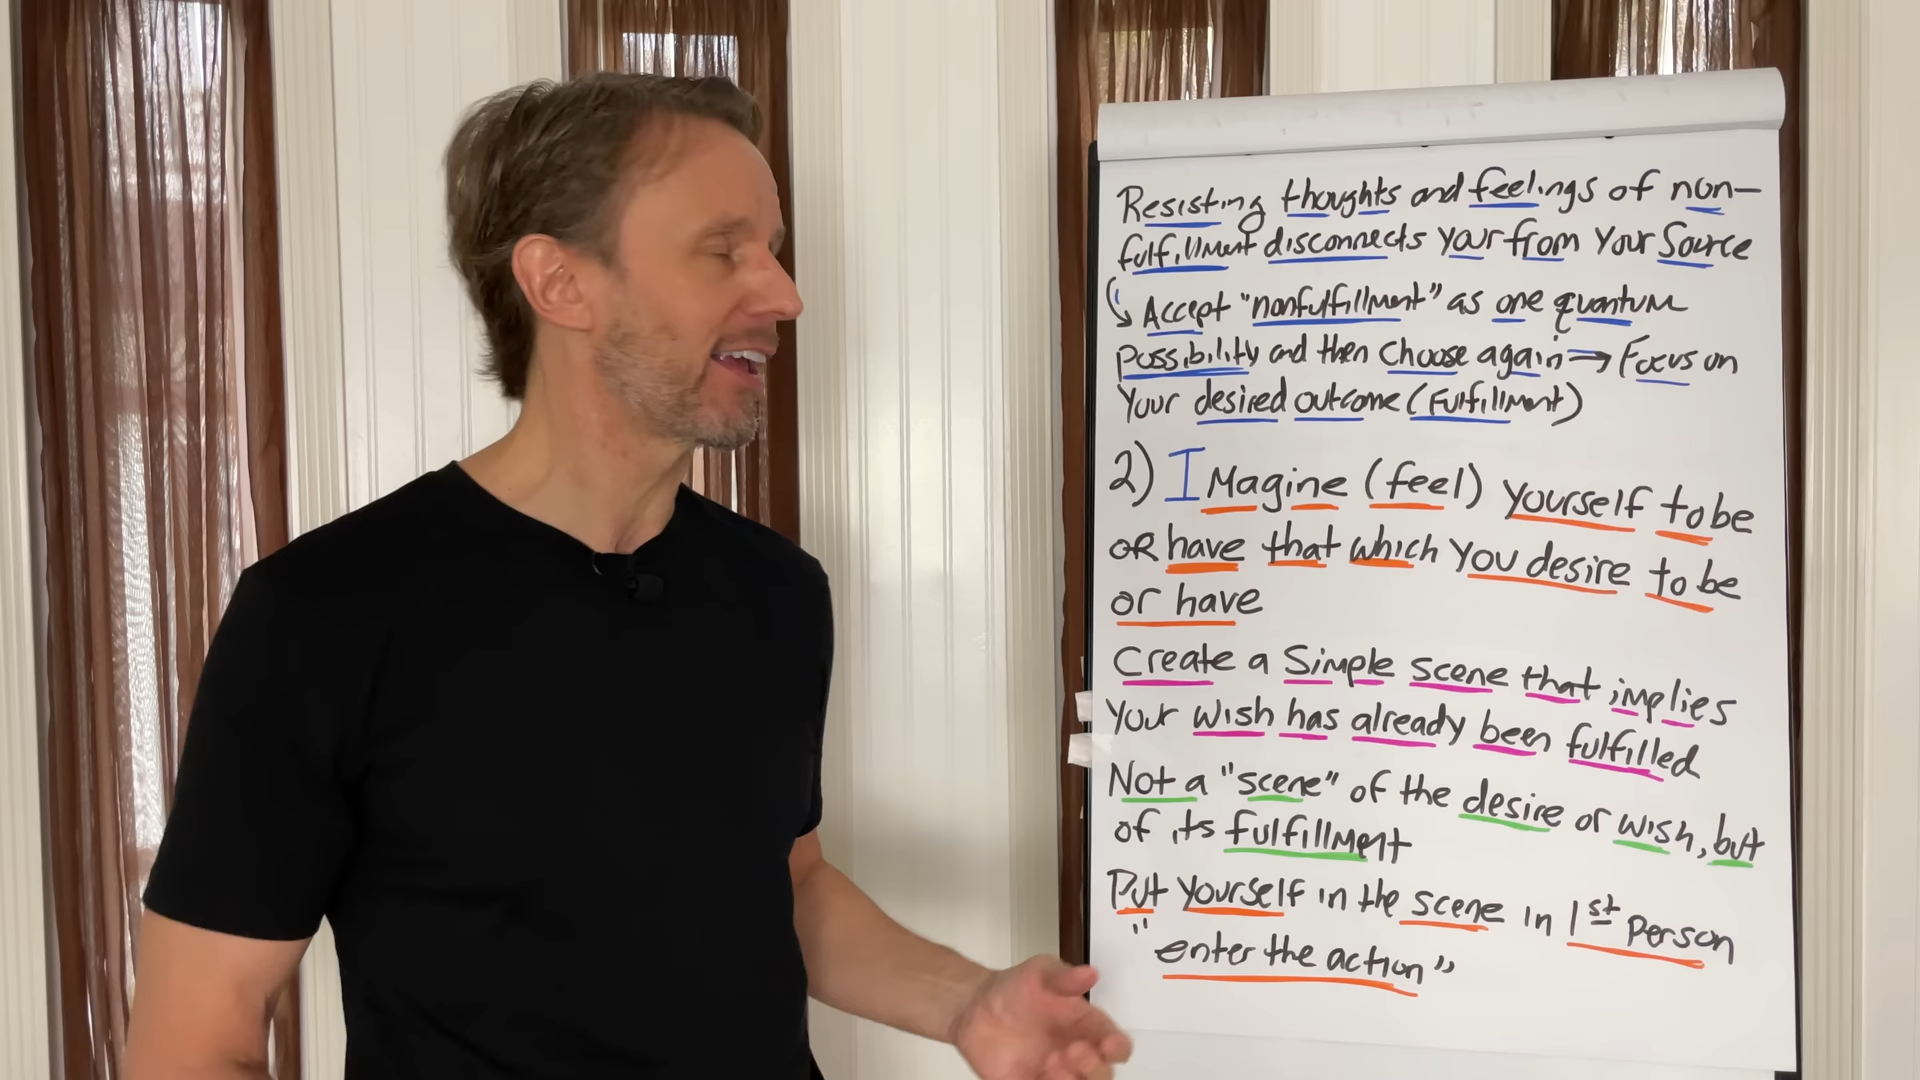 Resisting thoughts and feelings of non-
fulfillment disconnects your from your Source
Accept "nonfulfillment" as one quantum
possibility and then choose again → Focus on
your desired outcome (Fulfillment)
2) Imagine (feel) yourself to be
or have that which you desire to be
or have
Create a simple scene that implies
your wish has already been fulfilled
Not a "scene" of the desire or wish, but
of its fulfillment
Put yourself in the scene in 1st person
"enter the action"